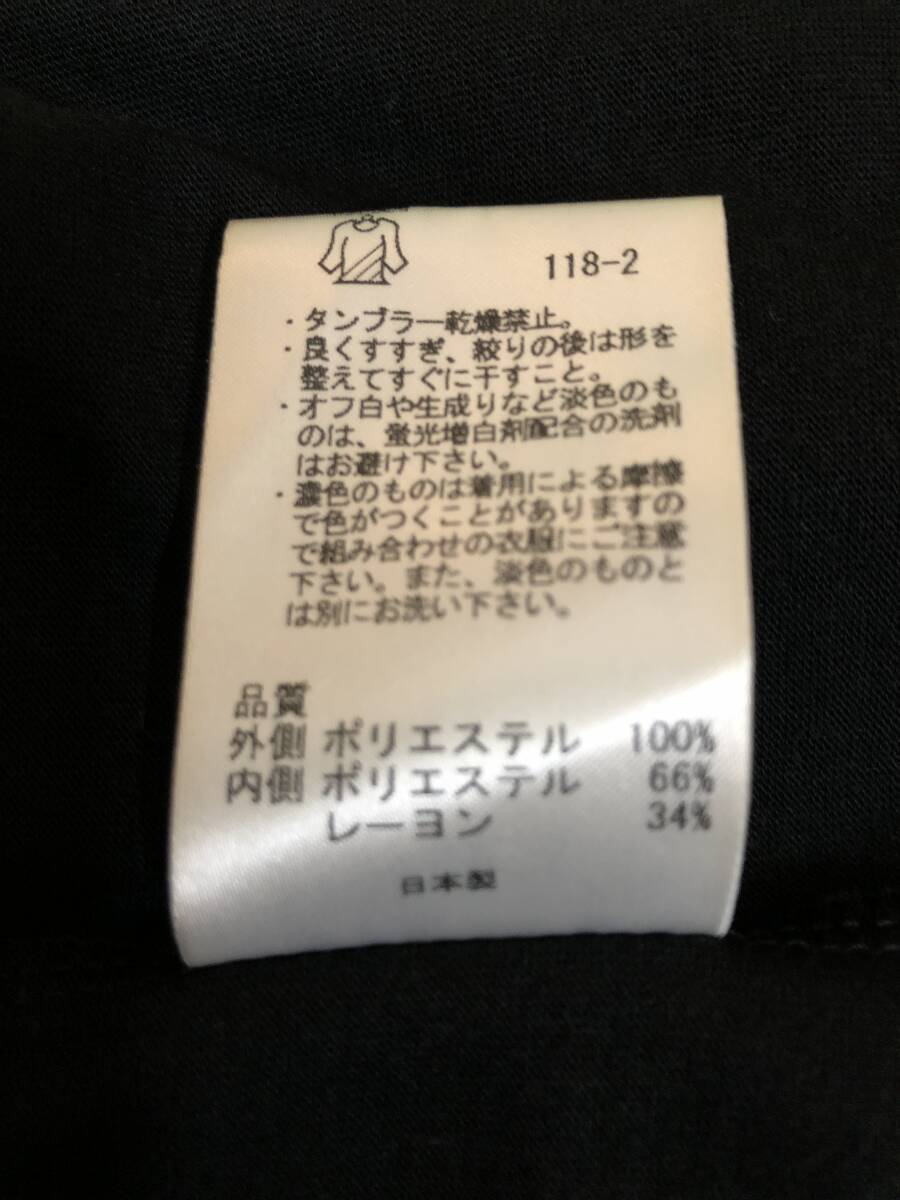 118-2
・タンブラー乾燥禁止。
・良くすすぎ、絞りの後は形を
整えてすぐに干すこと。
・オフ白や生成りなど淡色のも
のは、蛍光増白剤配合の洗剤
はお避け下さい。
・濃色のものは着用による摩擦
で色がつくことがありますの
で組み合わせの衣服にご注意
下さい。また、淡色のものと
は別にお洗い下さい。
品質
外側 ポリエステル 100%
内側 ポリエステル 66%
レーヨン 34%
日本製